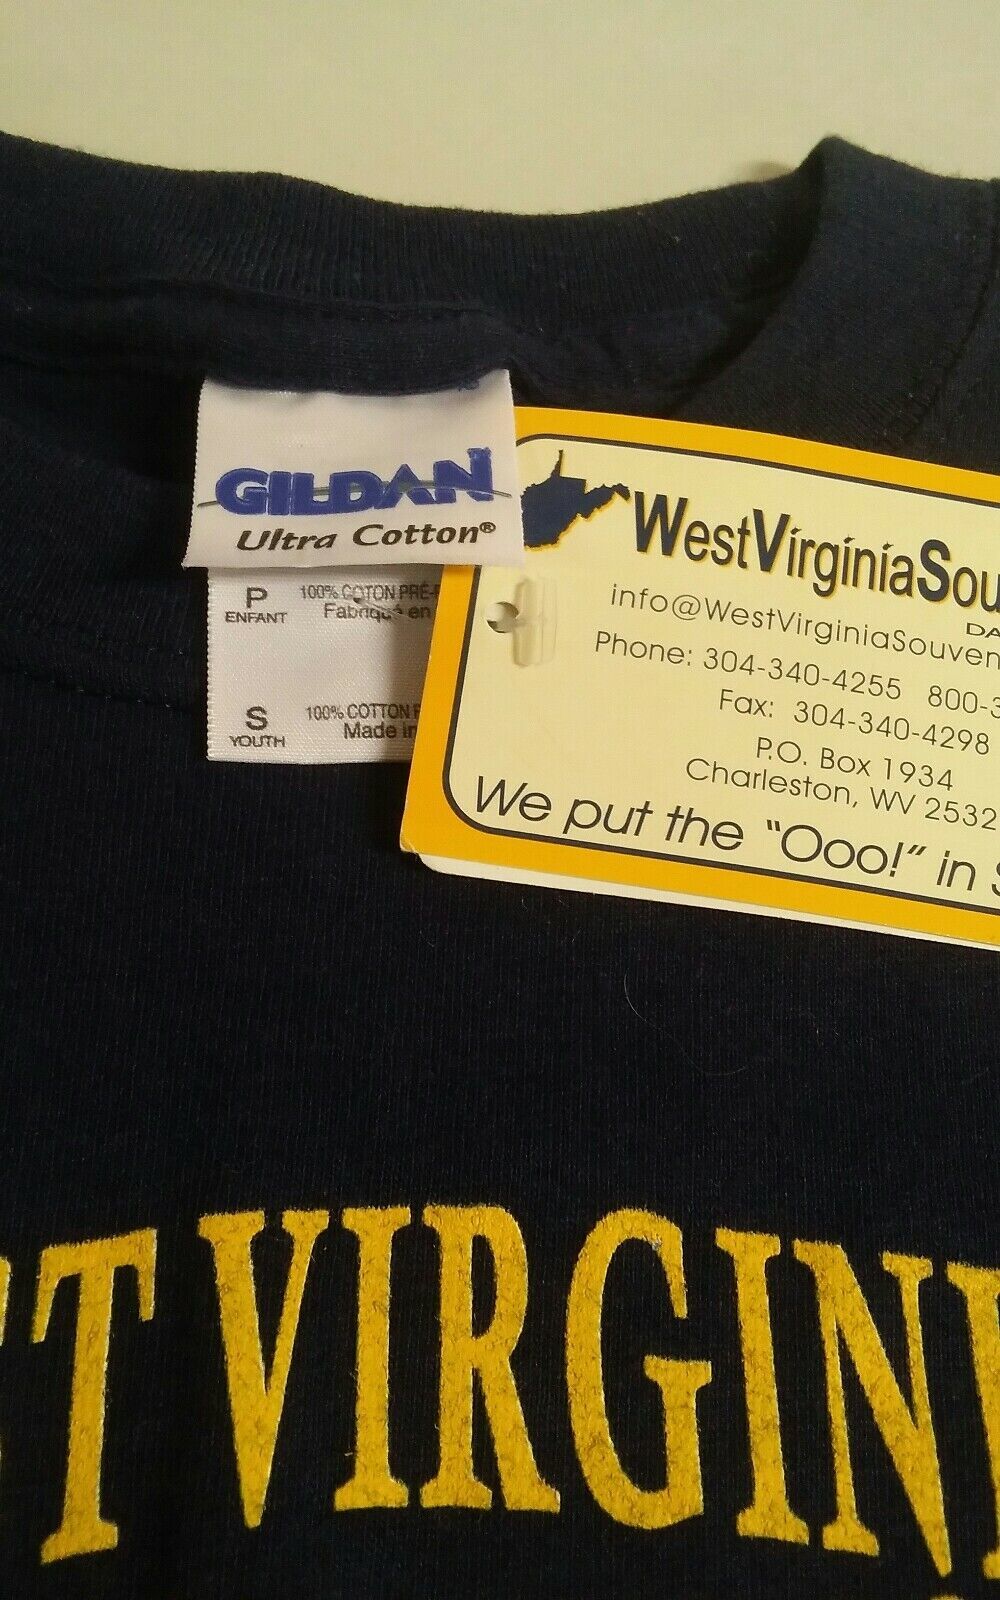 GILDAN
Ultra Cotton®
P 100% COTON PRÉ-
ENFANT Fabriqué en
S 100% COTTON
YOUTH Made in
WestVirginiaSou
DA
info@WestVirginiaSouven
Phone: 304-340-4255 800-3
Fax: 304-340-4298
P.O. Box 1934
Charleston, WV 2532
We put the "Ooo!" in S
T VIRGIN